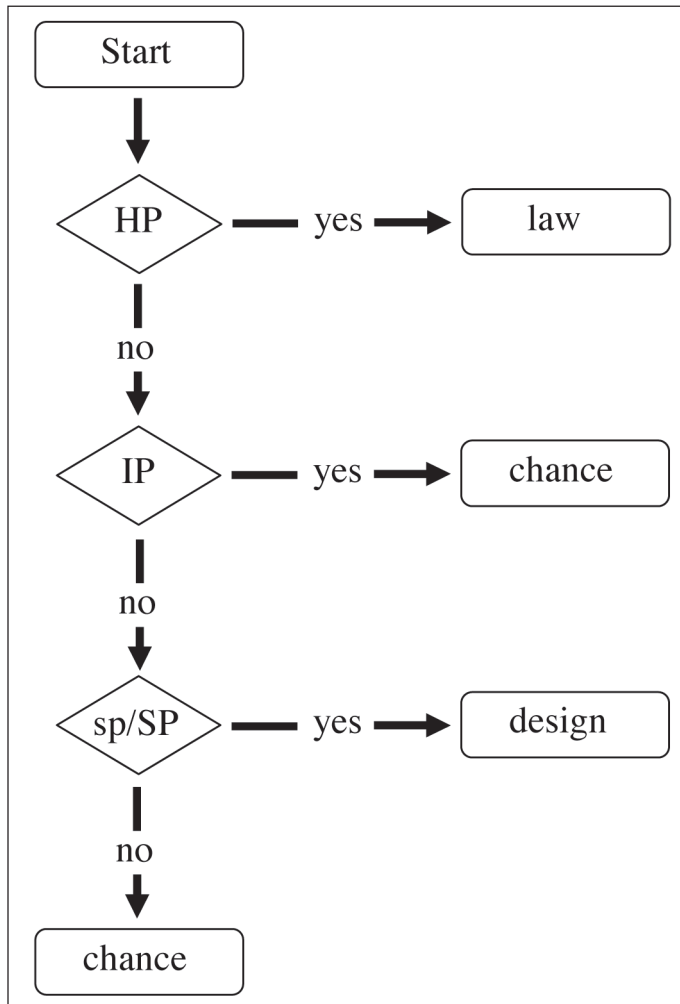 Start
HP yes law
no
IP yes chance
no
sp/SP yes design
no
chance